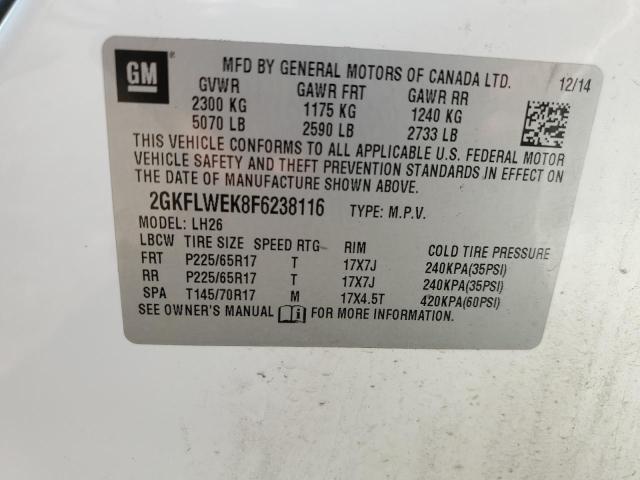 GM ®
MFD BY GENERAL MOTORS OF CANADA LTD. 12/14
GVWR GAWR FRT GAWR RR
2300 KG 1175 KG 1240 KG
5070 LB 2590 LB 2733 LB
THIS VEHICLE CONFORMS TO ALL APPLICABLE U.S. FEDERAL MOTOR
VEHICLE SAFETY AND THEFT PREVENTION STANDARDS IN EFFECT ON
THE DATE OF MANUFACTURE SHOWN ABOVE.
2GKFLWEK8F6238116 TYPE: M.P.V.
MODEL: LH26
LBCW TIRE SIZE SPEED RTG RIM COLD TIRE PRESSURE
FRT P225/65R17 T 17X7J 240KPA(35PSI)
RR P225/65R17 T 17X7J 240KPA(35PSI)
SPA T145/70R17 M 17X4.5T 420KPA(60PSI)
SEE OWNER'S MANUAL i FOR MORE INFORMATION.